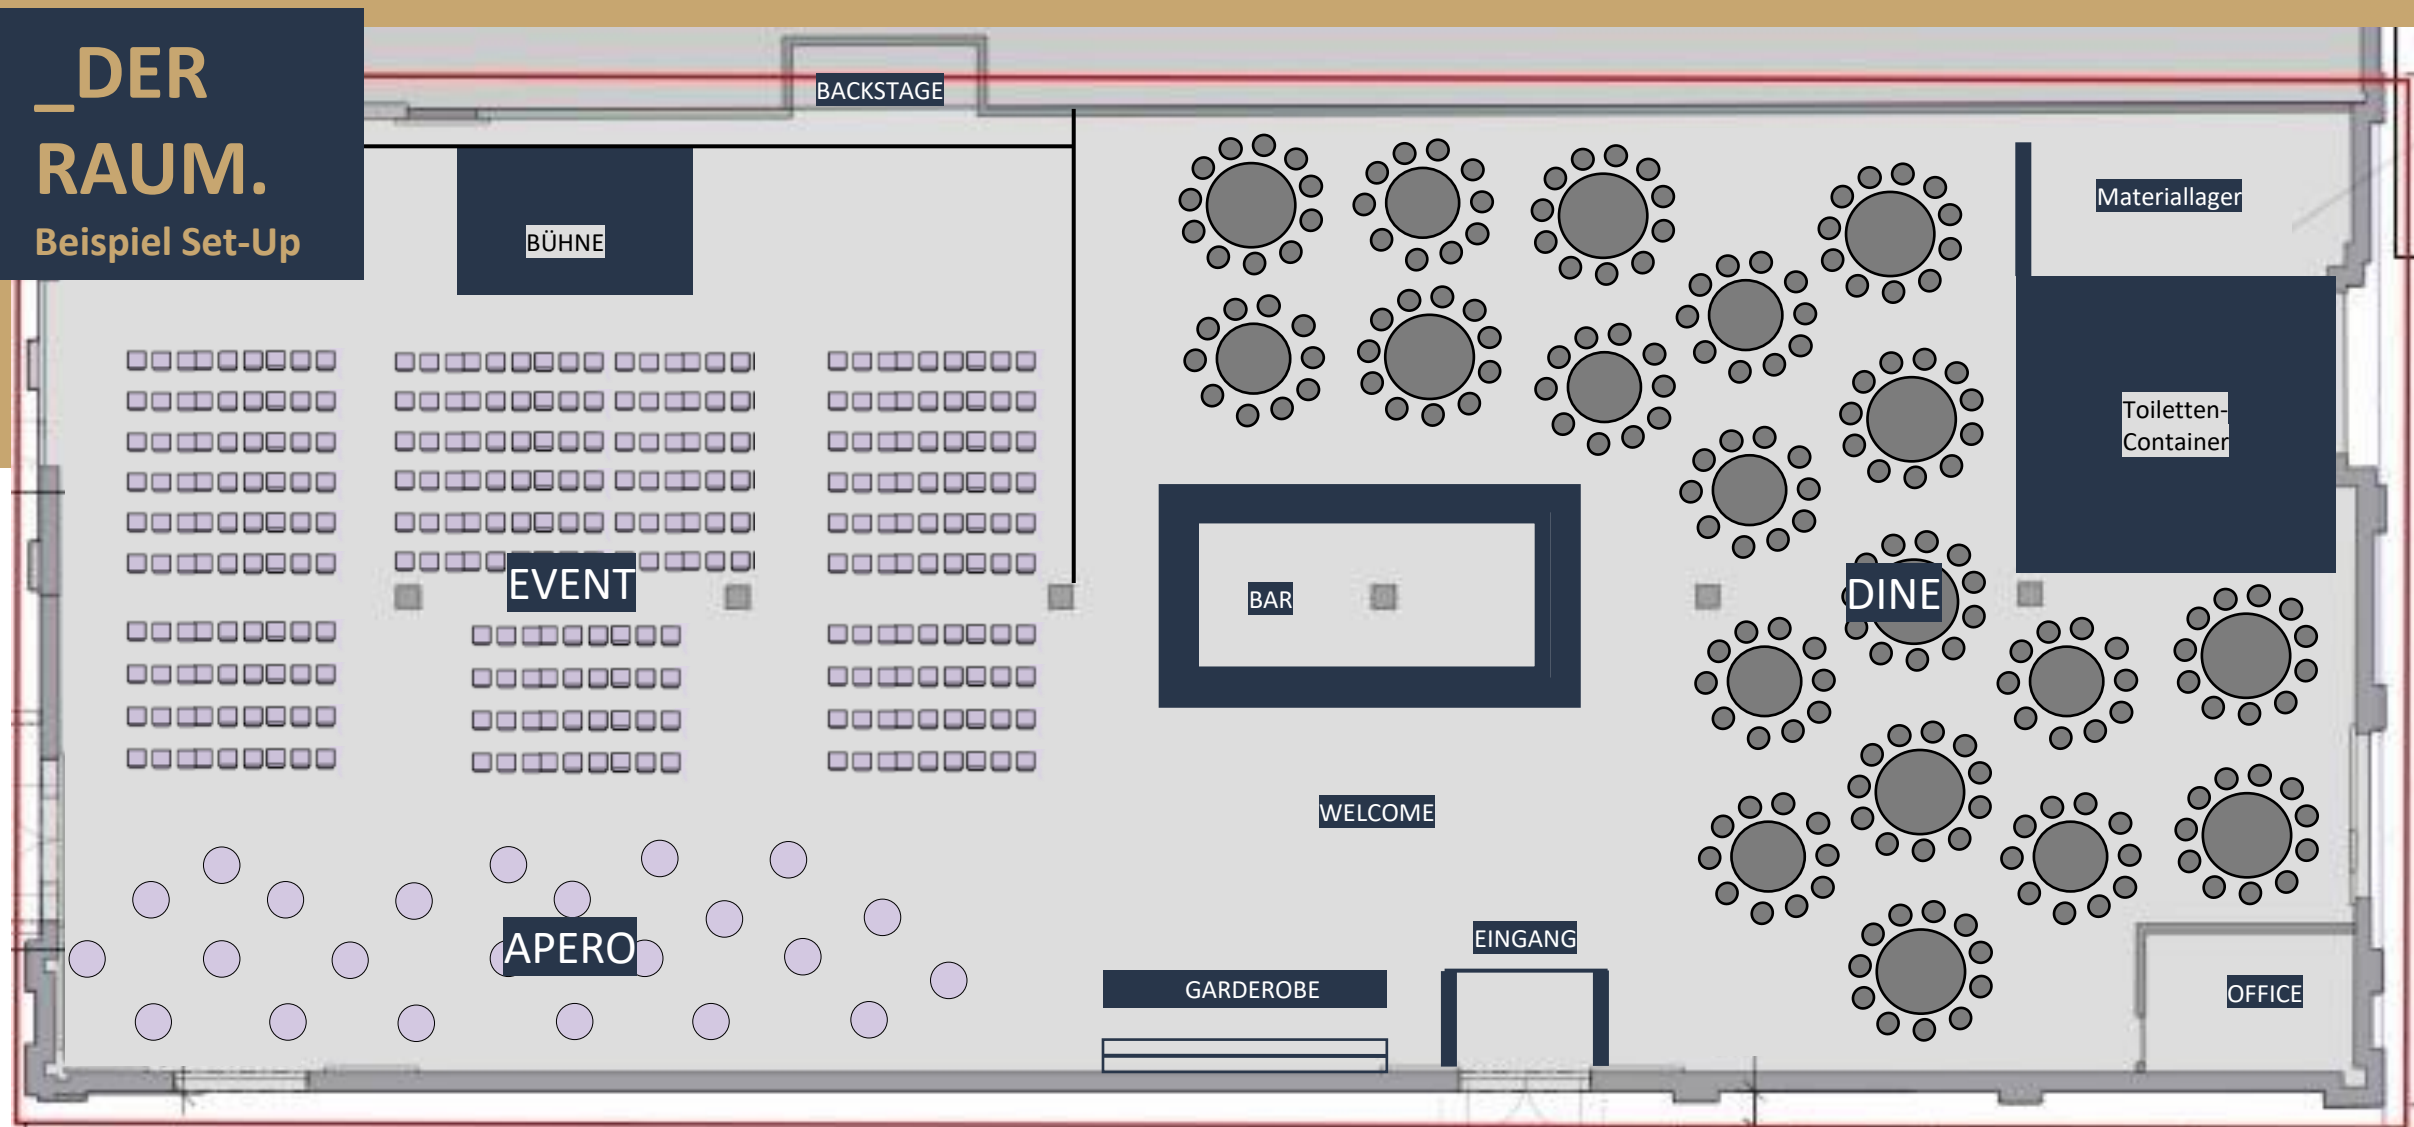 _DER
RAUM.
Beispiel Set-Up
BACKSTAGE
BÜHNE
Materiallager
Toiletten-
Container
EVENT
BAR
DINE
WELCOME
APERO
EINGANG
GARDEROBE
OFFICE